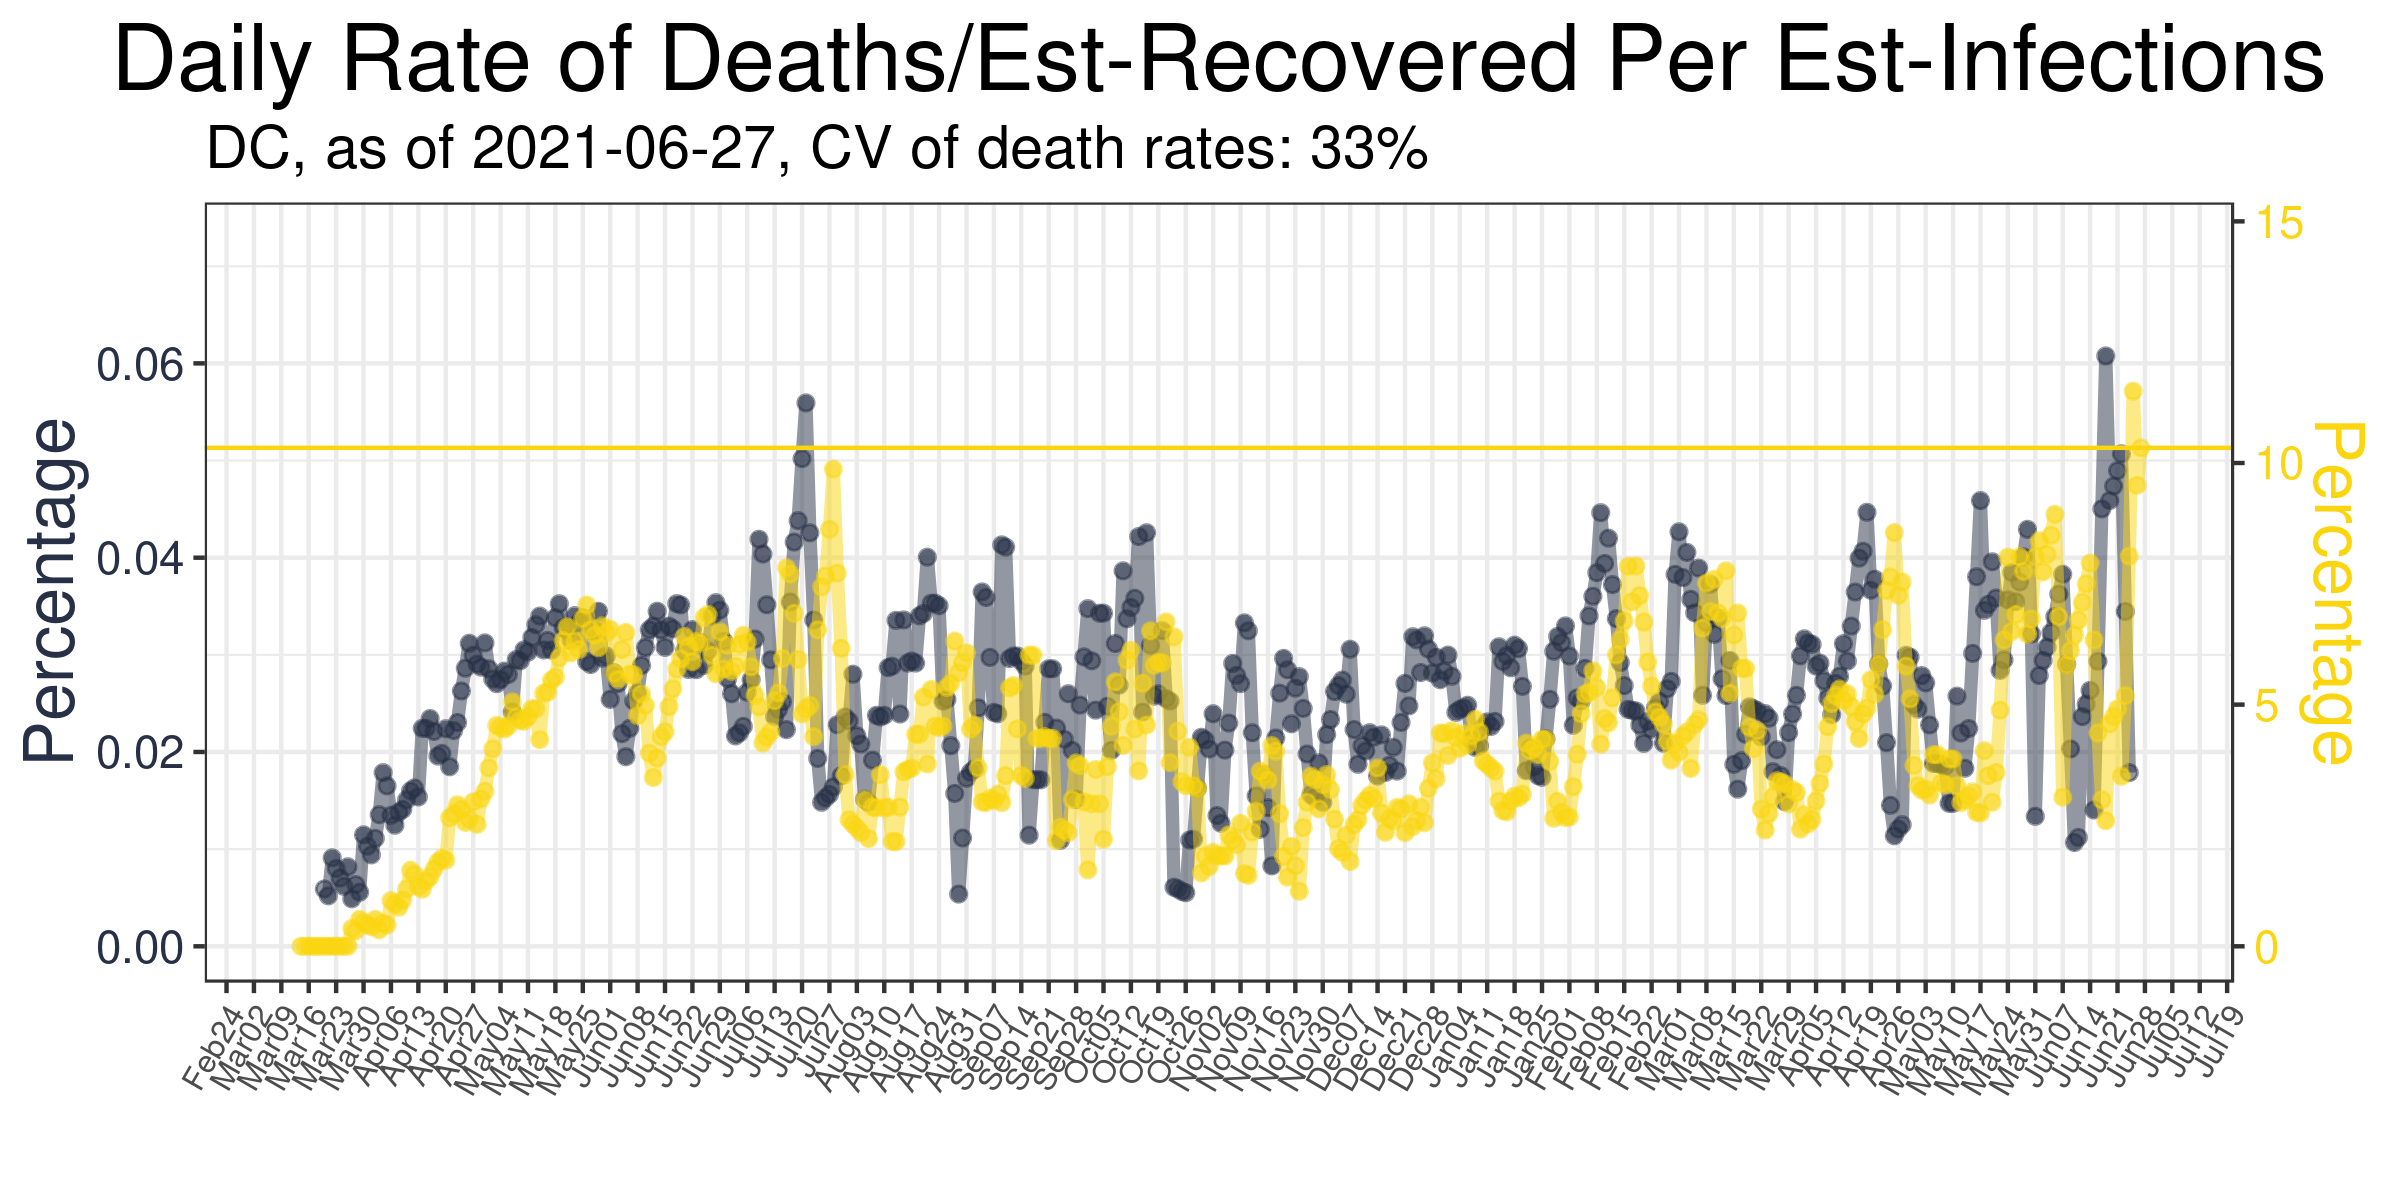 Daily Rate of Deaths/Est-Recovered Per Est-Infections
DC, as of 2021-06-27, CV of death rates: 33%
Percentage
0.06
0.04
0.02
0.00
15
10
5
0
Percentage
Feb24
Mar02
Mar09
Mar16
Mar23
Mar30
Apr06
Apr13
Apr20
Apr27
May04
May11
May18
May25
Jun01
Jun08
Jun15
Jun22
Jun29
Jul06
Jul13
Jul20
Jul27
Aug03
Aug10
Aug17
Aug24
Aug31
Sep07
Sep14
Sep21
Sep28
Oct05
Oct12
Oct19
Oct26
Nov02
Nov09
Nov16
Nov23
Nov30
Dec07
Dec14
Dec21
Dec28
Jan04
Jan11
Jan18
Jan25
Feb01
Feb08
Feb15
Feb22
Mar01
Mar08
Mar15
Mar22
Mar29
Apr05
Apr12
Apr19
Apr26
May03
May10
May17
May24
May31
Jun07
Jun14
Jun21
Jun28
Jul05
Jul12
Jul19